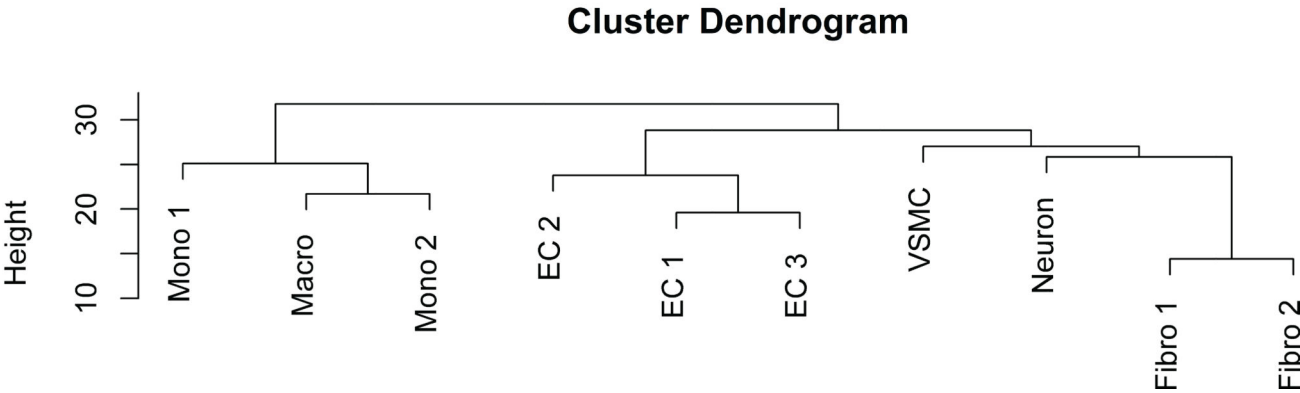 Cluster Dendrogram
Height
30
20
10
Mono 1
Macro
Mono 2
EC 2
EC 1
EC 3
VSMC
Neuron
Fibro 1
Fibro 2